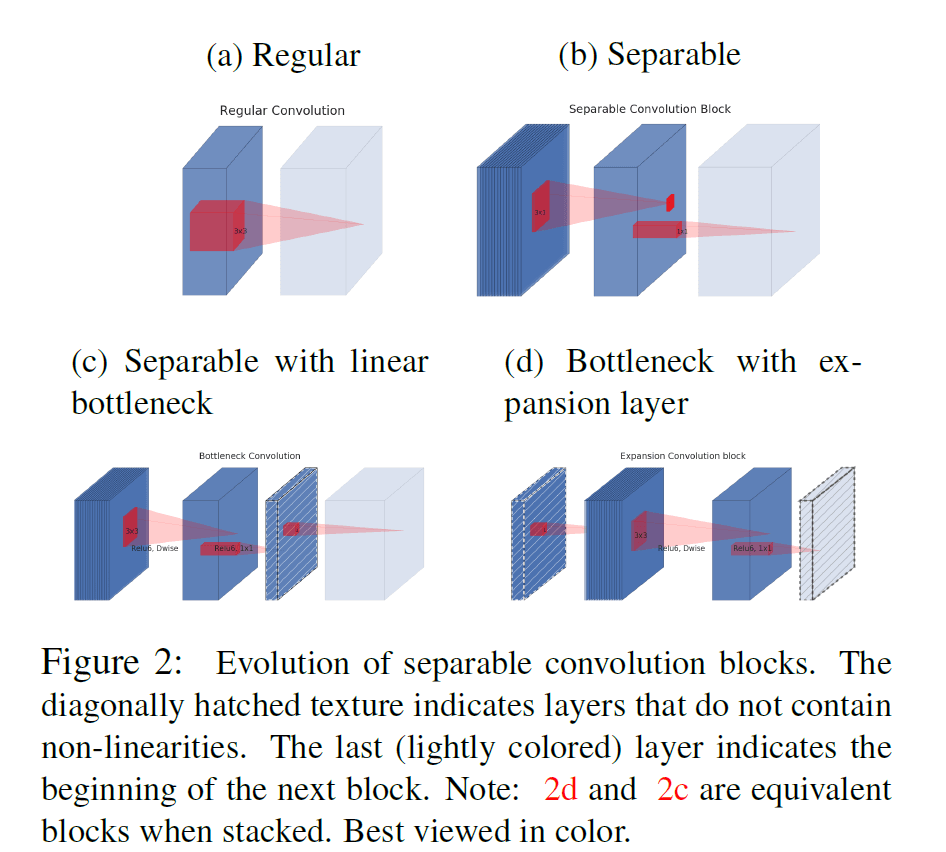 (a) Regular
(b) Separable
Regular Convolution
Separable Convolution Block
3x3
3x1
1x1
(c) Separable with linear
bottleneck
(d) Bottleneck with ex-
pansion layer
Bottleneck Convolution
Expansion Convolution block
3x3
Relu6, Dwise
Relu6, 1x1
3x3
Relu6, Dwise
Relu6, 1x1
Figure 2: Evolution of separable convolution blocks. The
diagonally hatched texture indicates layers that do not contain
non-linearities. The last (lightly colored) layer indicates the
beginning of the next block. Note: 2d and 2c are equivalent
blocks when stacked. Best viewed in color.